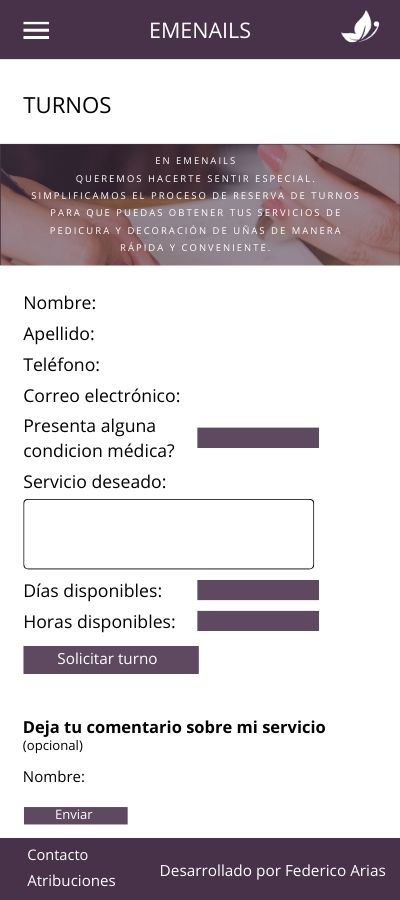 EMENAILS
TURNOS
EN EMENAILS
QUEREMOS HACERTE SENTIR ESPECIAL.
SIMPLIFICAMOS EL PROCESO DE RESERVA DE TURNOS
PARA QUE PUEDAS OBTENER TUS SERVICIOS DE
PEDICURA Y DECORACIÓN DE UÑAS DE MANERA
RÁPIDA Y CONVENIENTE.
Nombre:
Apellido:
Teléfono:
Correo electrónico:
Presenta alguna
condicion médica?
Servicio deseado:
Días disponibles:
Horas disponibles:
Solicitar turno
Deja tu comentario sobre mi servicio
(opcional)
Nombre:
Enviar
Contacto
Atribuciones
Desarrollado por Federico Arias